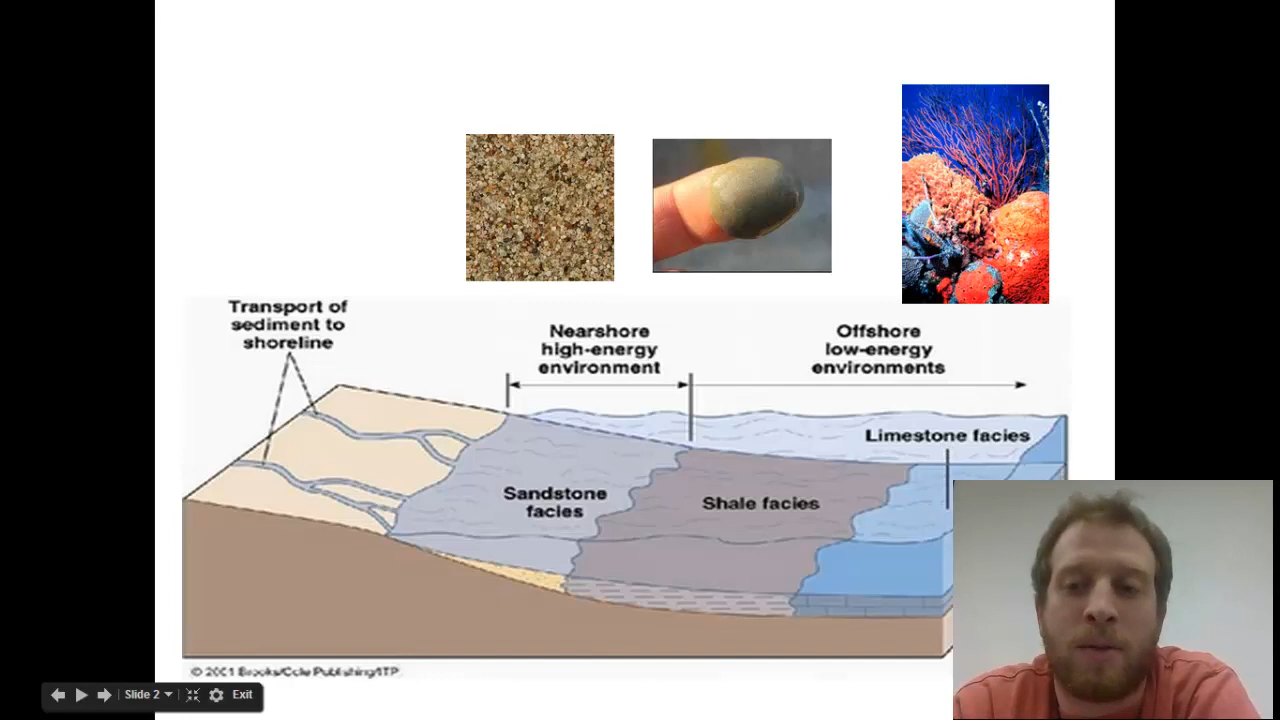 Transport of
sediment to
shoreline
Nearshore
high-energy
environment
Offshore
low-energy
environments
Limestone facies
Sandstone
facies
Shale facies
© 2001 Brooks/Cole Publishing/ITP
Slide 2
Exit